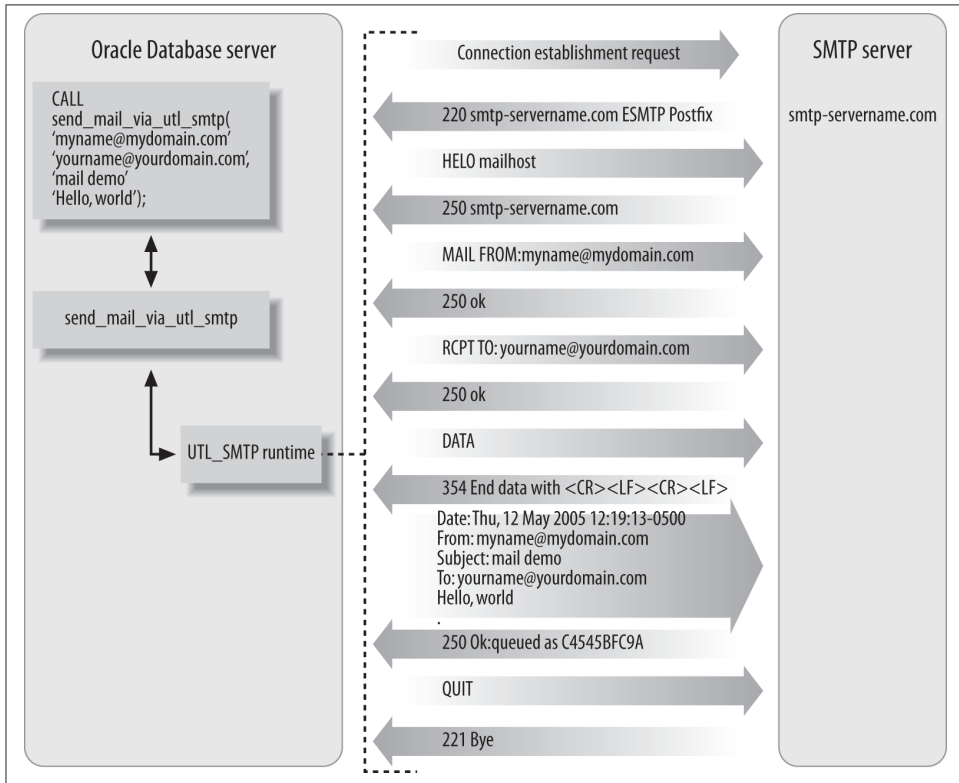 Oracle Database server
CALL
send_mail_via_utl_smtp(
‘myname@mydomain.com’
‘yourname@yourdomain.com’,
‘mail demo’
‘Hello, world’);
send_mail_via_utl_smtp
UTL_SMTP runtime
Connection establishment request
220 smtp-servername.com ESMTP Postfix
HELO mailhost
250 smtp-servername.com
MAIL FROM:myname@mydomain.com
250 ok
RCPT TO: yourname@yourdomain.com
250 ok
DATA
354 End data with <CR><LF><CR><LF>
Date: Thu, 12 May 2005 12:19:13-0500
From: myname@mydomain.com
Subject: mail demo
To: yourname@yourdomain.com
Hello, world
.
250 Ok:queued as C4545BFC9A
QUIT
221 Bye
SMTP server
smtp-servername.com